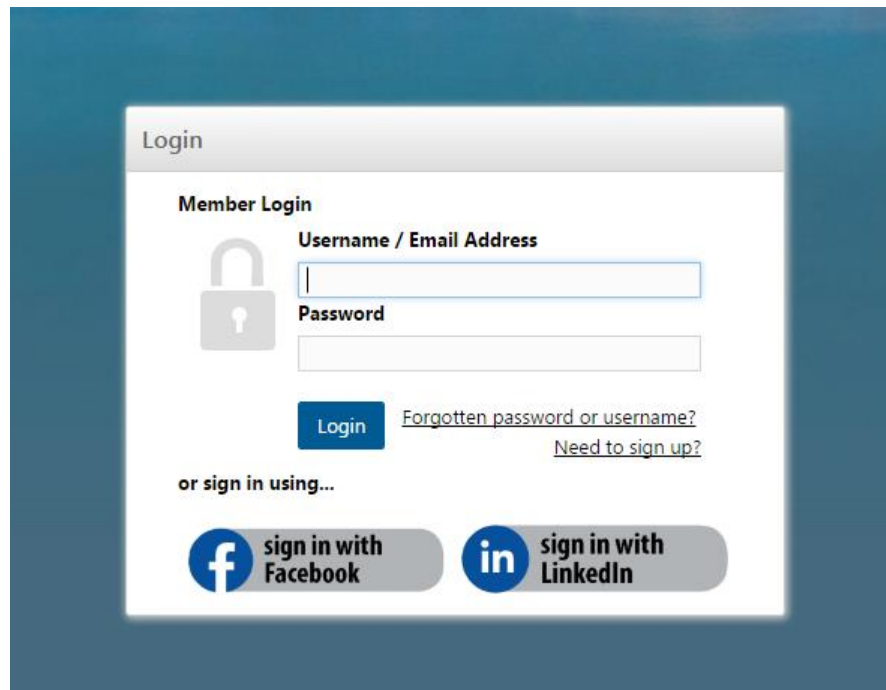 Login
Member Login
Username / Email Address
Password
Login
Forgotten password or username?
Need to sign up?
or sign in using...
f
sign in with
Facebook
in
sign in with
LinkedIn